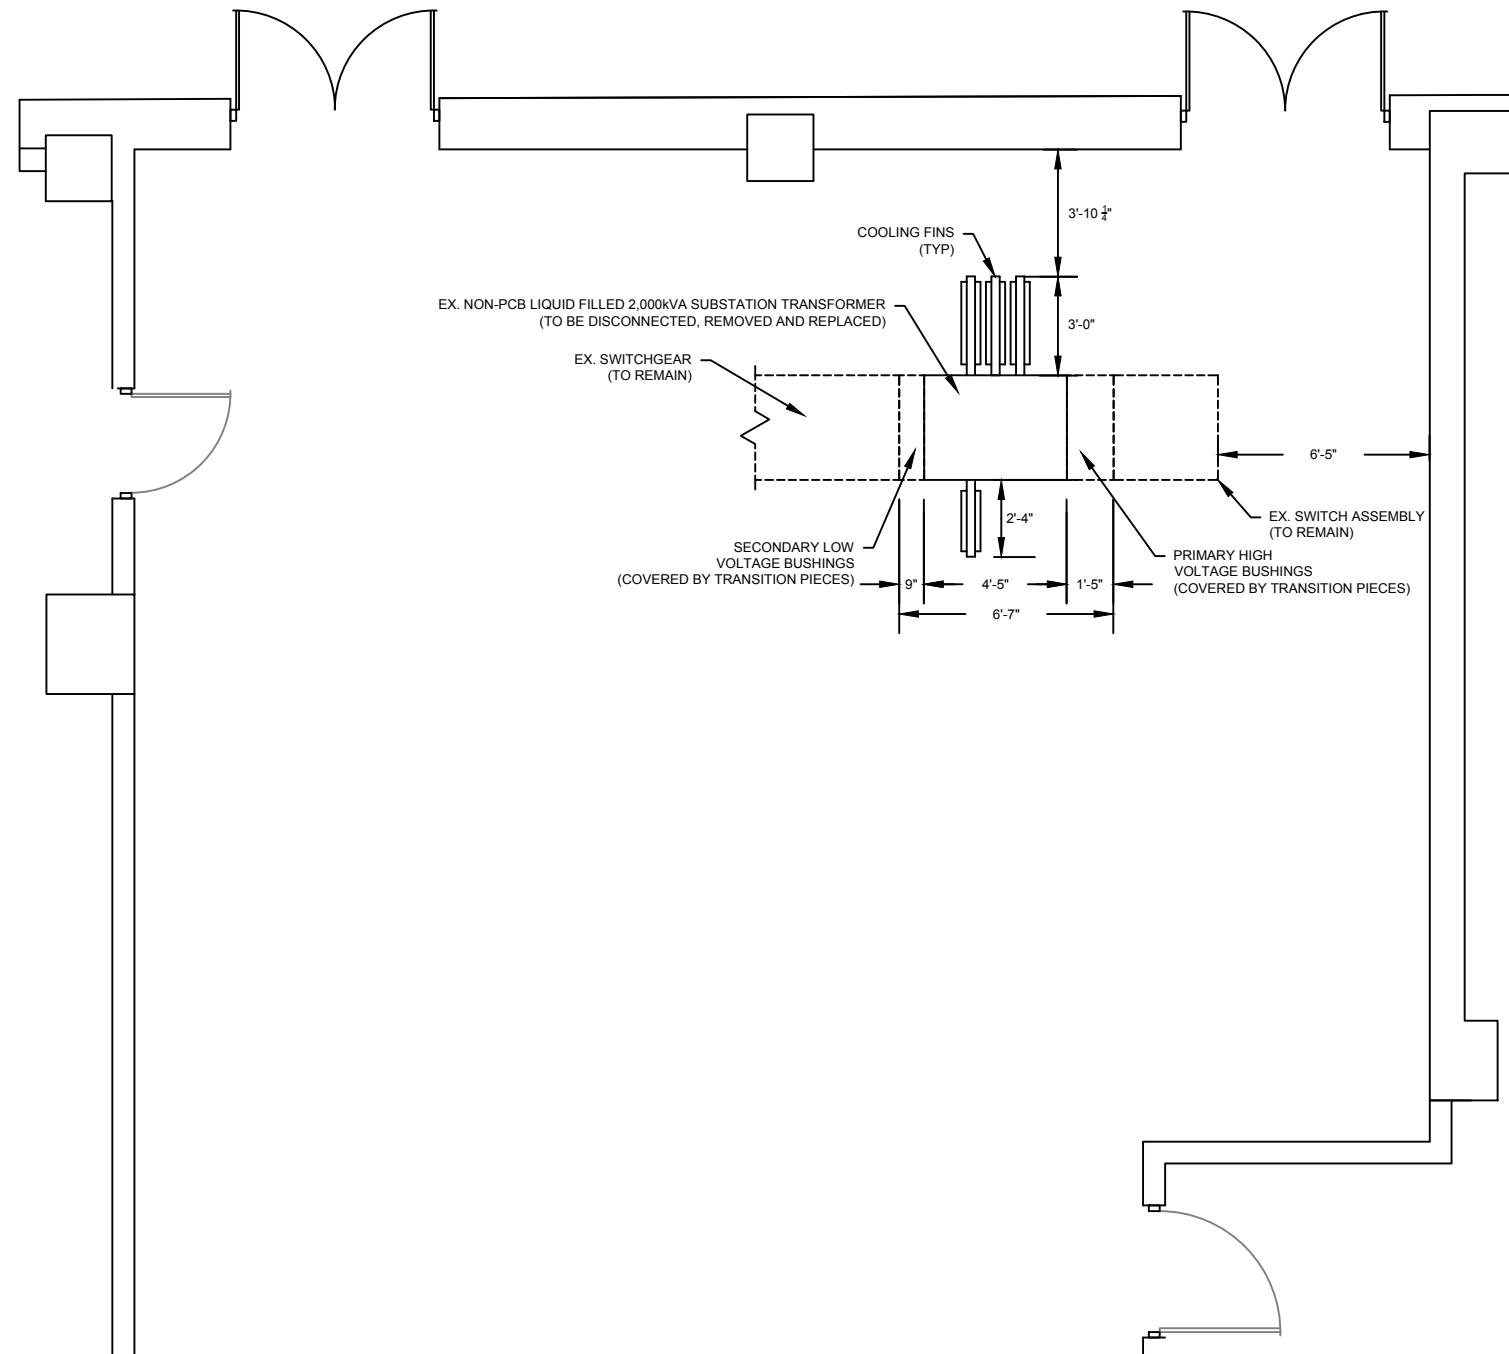 3'-10 1/4"
COOLING FINS
(TYP)
EX. NON-PCB LIQUID FILLED 2,000kVA SUBSTATION TRANSFORMER
(TO BE DISCONNECTED, REMOVED AND REPLACED)
3'-0"
EX. SWITCHGEAR
(TO REMAIN)
6'-5"
EX. SWITCH ASSEMBLY
(TO REMAIN)
2'-4"
SECONDARY LOW
VOLTAGE BUSHINGS
(COVERED BY TRANSITION PIECES)
PRIMARY HIGH
VOLTAGE BUSHINGS
(COVERED BY TRANSITION PIECES)
9" 4'-5" 1'-5"
6'-7"